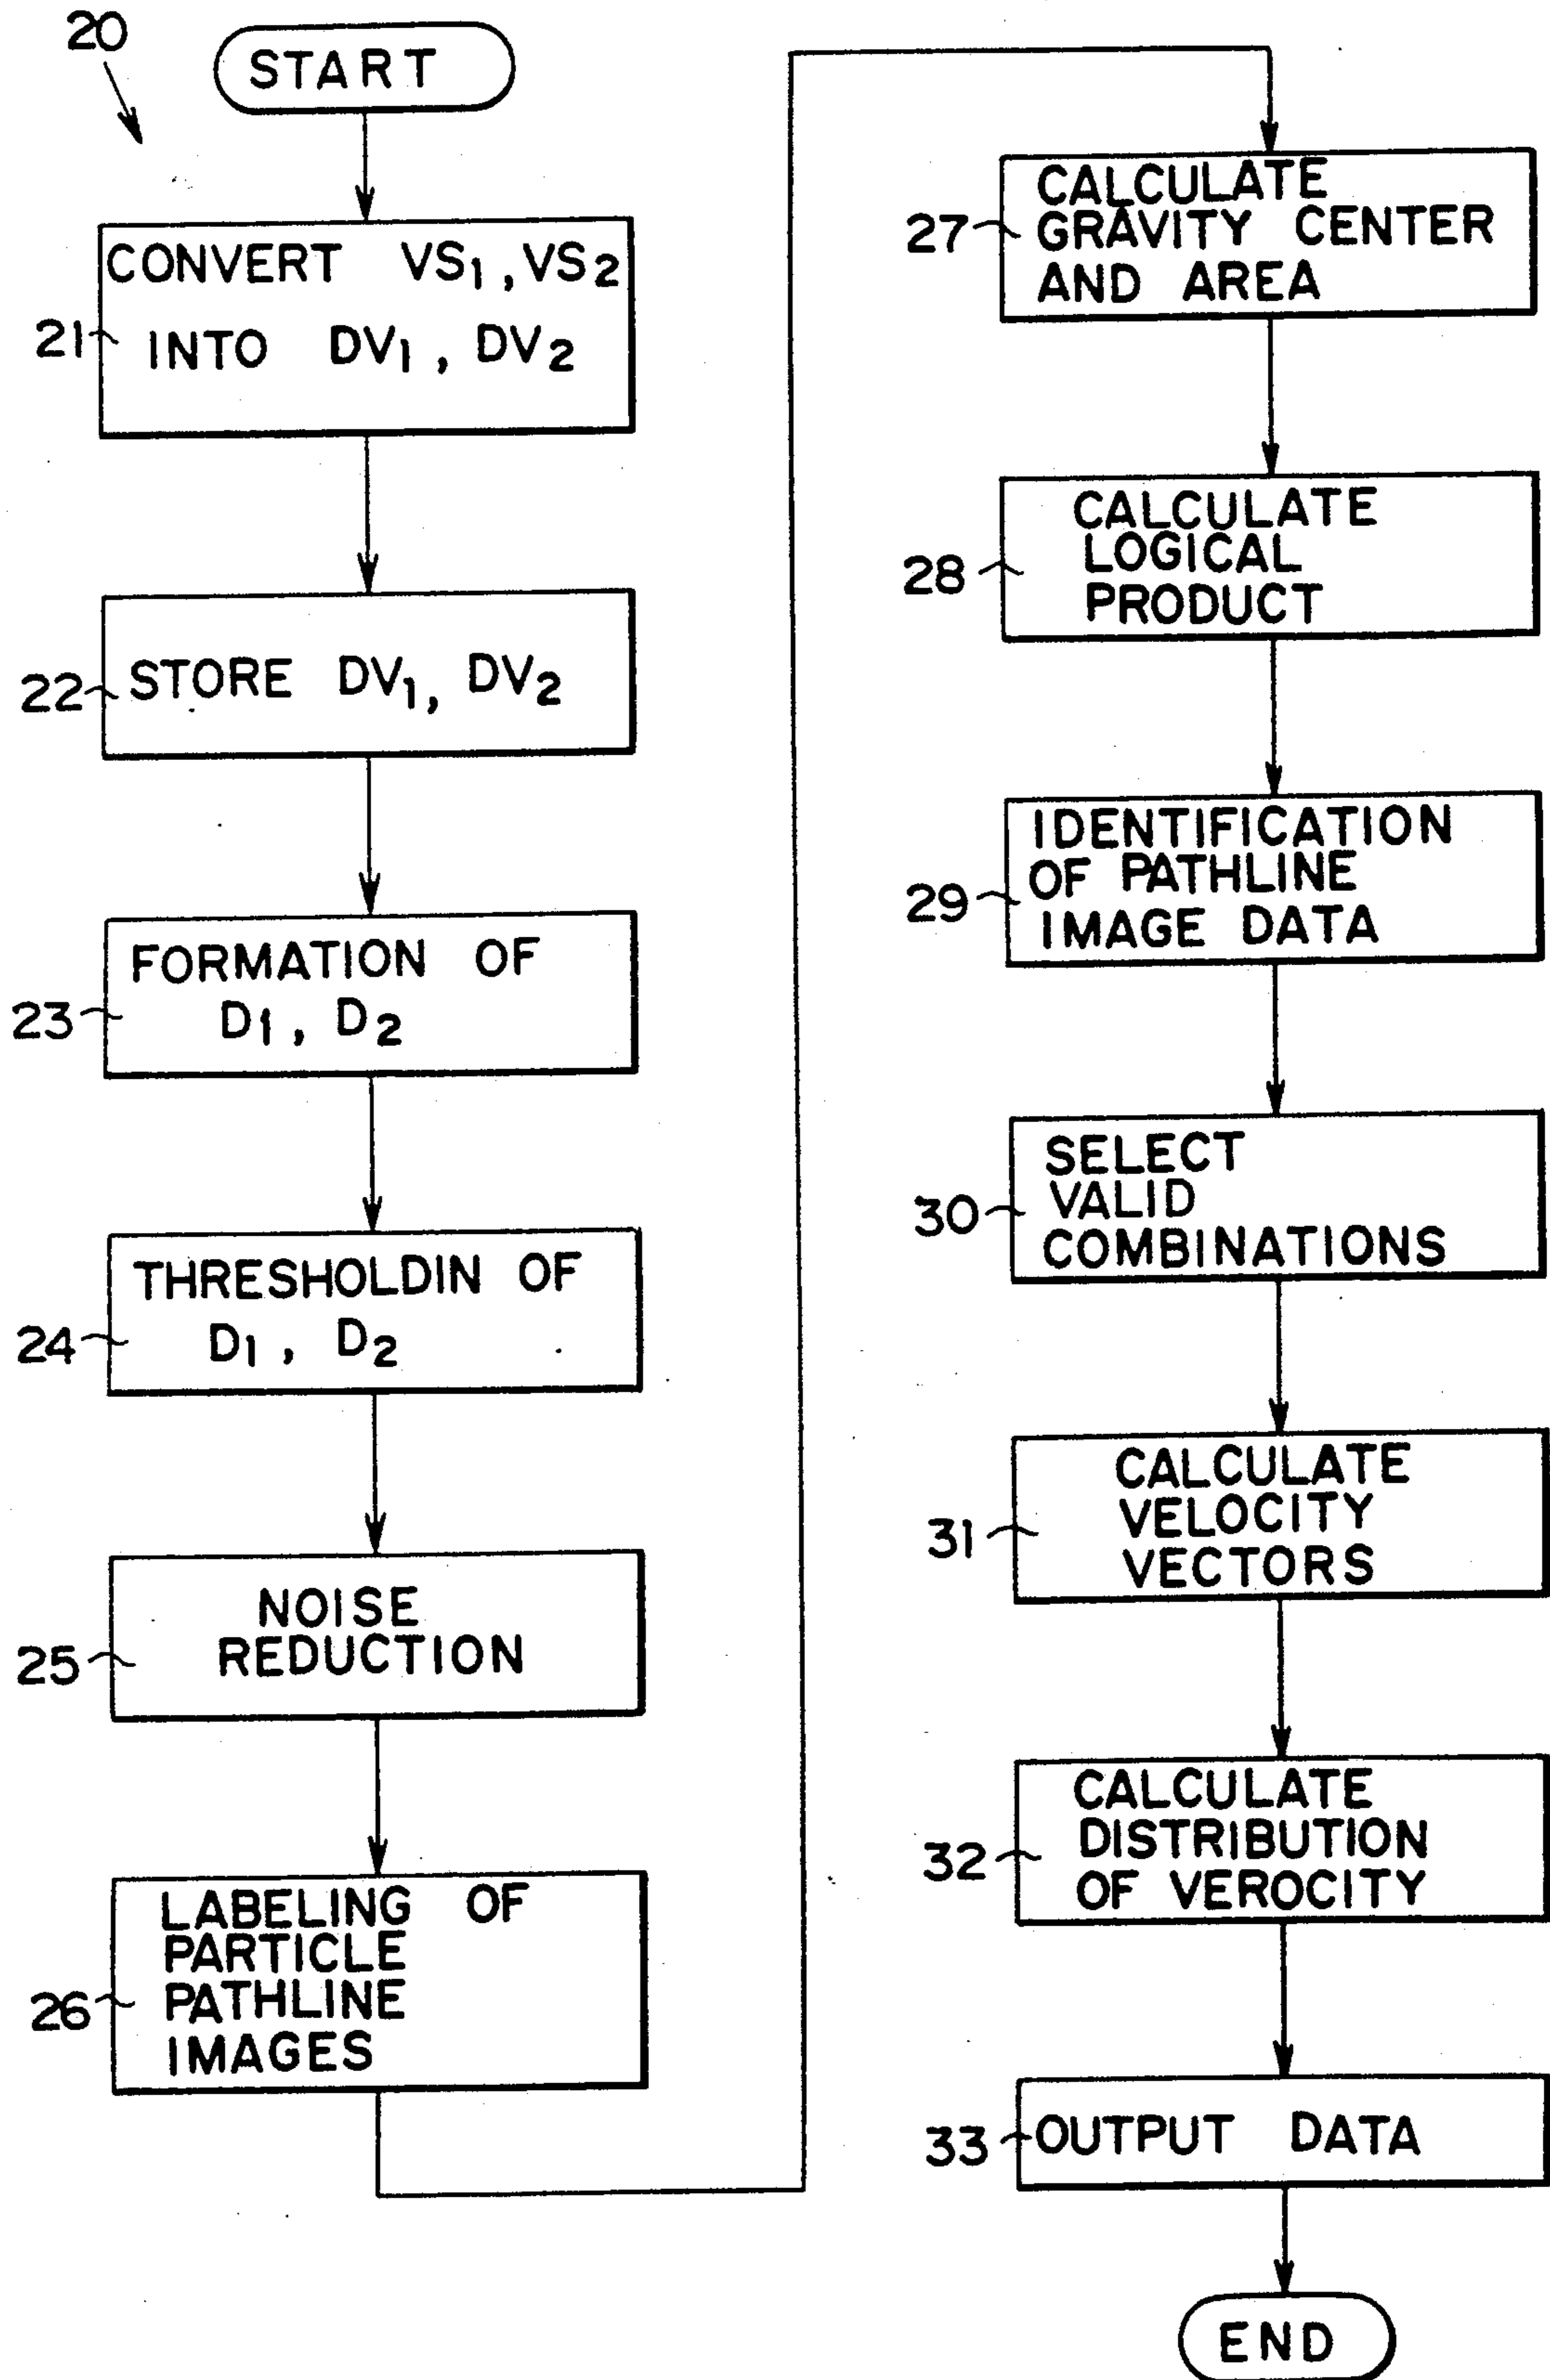 20
START
CONVERT VS1, VS2
21 INTO DV1, DV2
22 STORE DV1, DV2
FORMATION OF
23 D1, D2
THRESHOLDIN OF
24 D1, D2
NOISE
25 REDUCTION
LABELING OF
PARTICLE
26 PATHLINE
IMAGES
CALCULATE
27 GRAVITY CENTER
AND AREA
CALCULATE
28 LOGICAL
PRODUCT
IDENTIFICATION
29 OF PATHLINE
IMAGE DATA
SELECT
30 VALID
COMBINATIONS
CALCULATE
31 VELOCITY
VECTORS
CALCULATE
32 DISTRIBUTION
OF VEROCITY
33 OUTPUT DATA
END